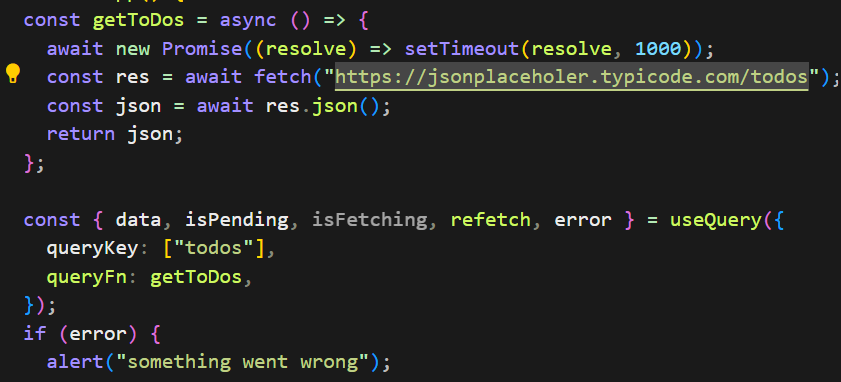 const getToDos = async () => {
await new Promise((resolve) => setTimeout(resolve, 1000));
const res = await fetch("https://jsonplaceholer.typicode.com/todos");
const json = await res.json();
return json;
};
const { data, isPending, isFetching, refetch, error } = useQuery({
queryKey: ["todos"],
queryFn: getToDos,
});
if (error) {
alert("something went wrong");